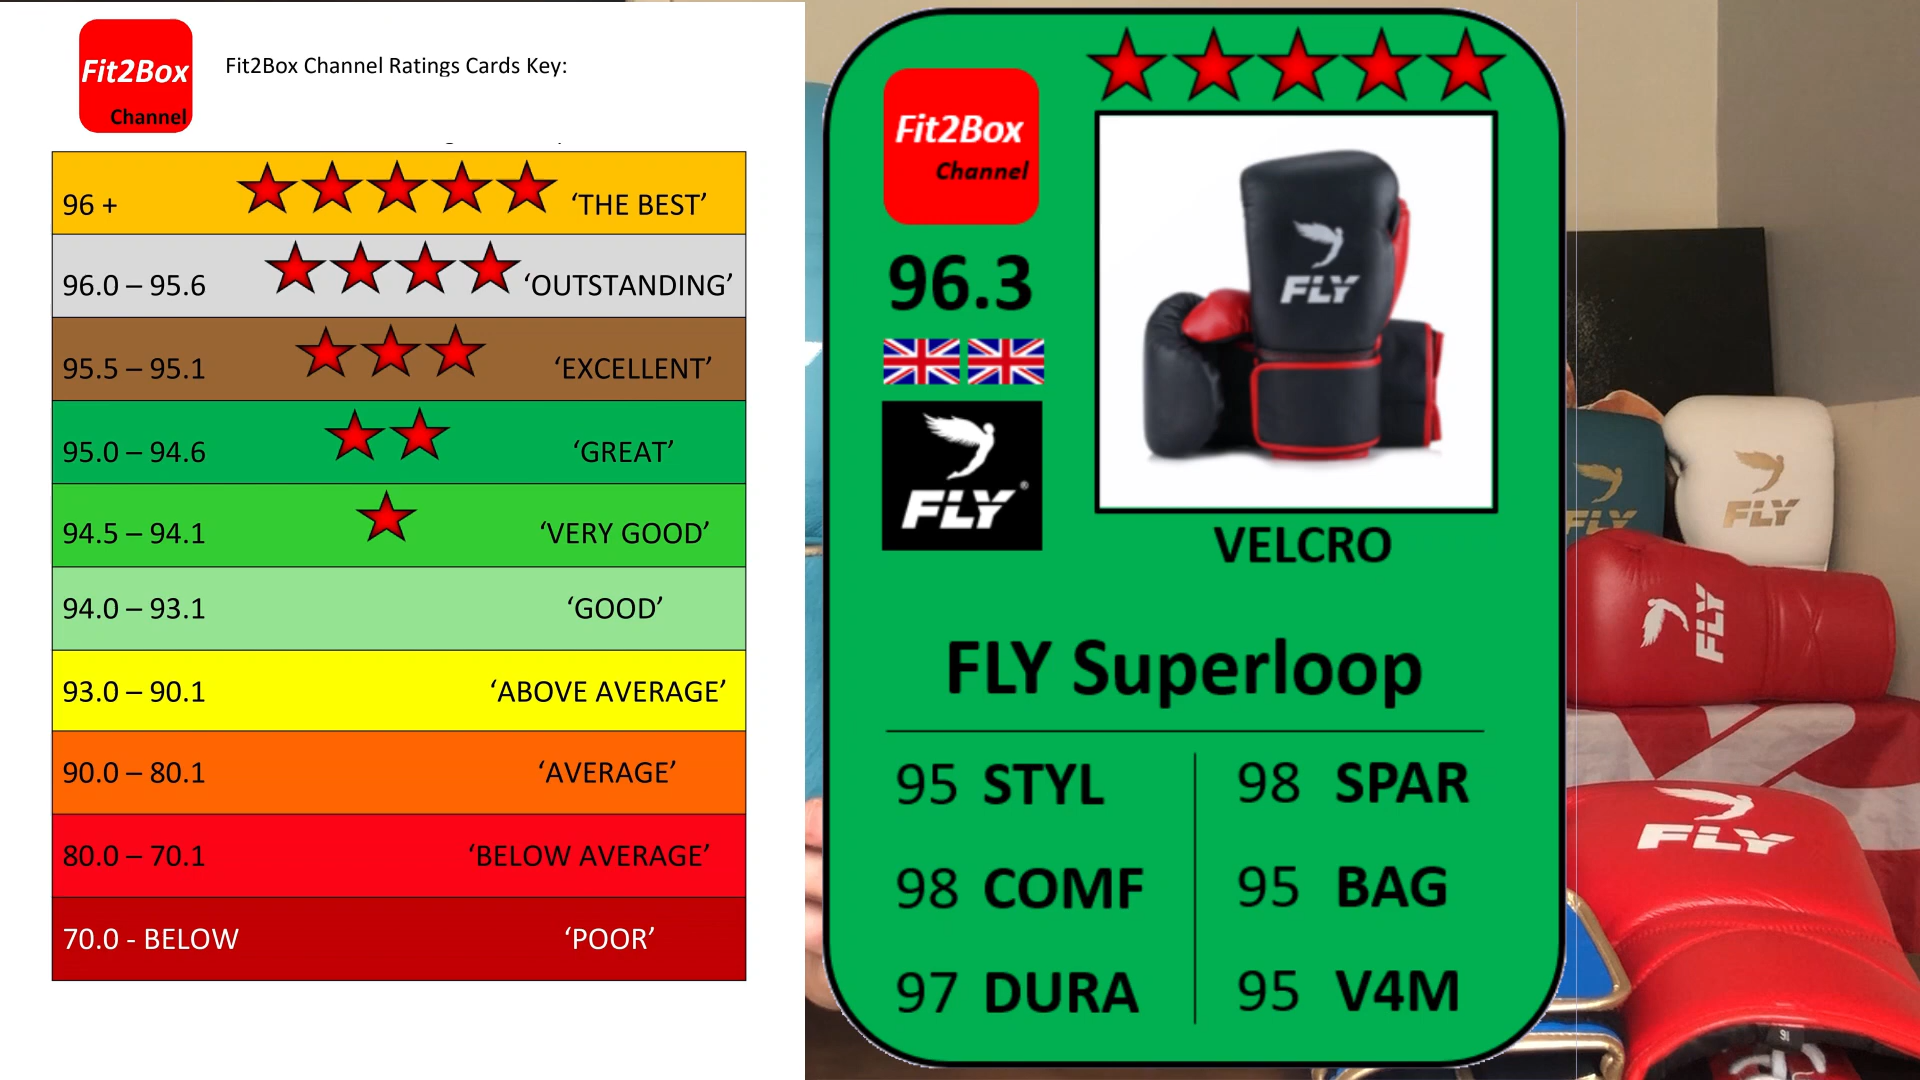 Fit2Box
Channel
Fit2Box Channel Ratings Cards Key:
96 + ‘THE BEST’
96.0 – 95.6 ‘OUTSTANDING’
95.5 – 95.1 ‘EXCELLENT’
95.0 – 94.6 ‘GREAT’
94.5 – 94.1 ‘VERY GOOD’
94.0 – 93.1 ‘GOOD’
93.0 – 90.1 ‘ABOVE AVERAGE’
90.0 – 80.1 ‘AVERAGE’
80.0 – 70.1 ‘BELOW AVERAGE’
70.0 - BELOW ‘POOR’
Fit2Box
Channel
96.3
FLY®
FLY
VELCRO
FLY Superloop
95 STYL 98 SPAR
98 COMF 95 BAG
97 DURA 95 V4M
FLY
FLY
FLY
FLY